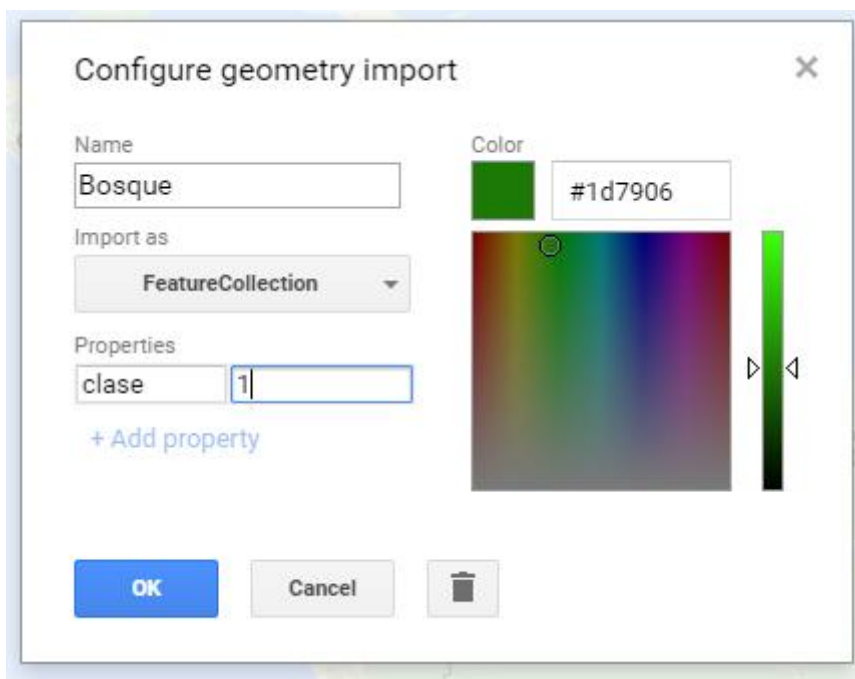 Configure geometry import
Name
Bosque
Import as
FeatureCollection
Properties
clase 1
+ Add property
Color
#1d7906
OK
Cancel